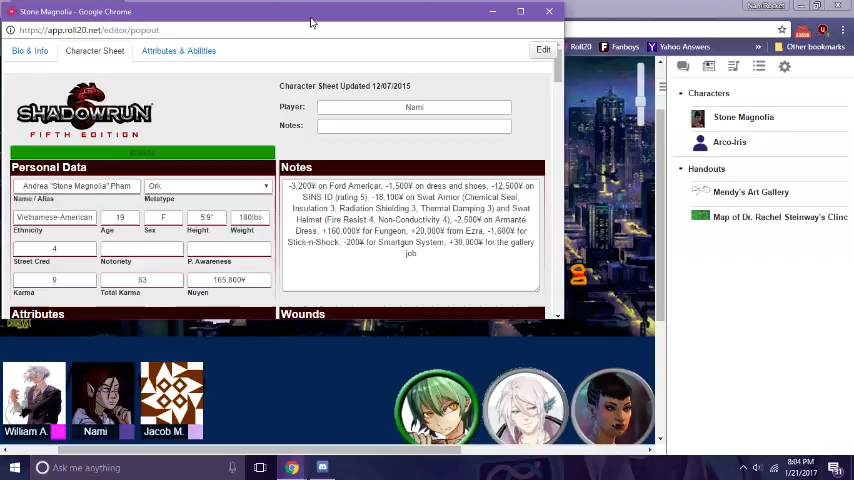 Stone Magnolia - Google Chrome
Nam Rocket
https://app.roll20.net/editor/popout
Bio & Info
Character Sheet
Attributes & Abilities
Edit
Roll20
Fanboys
Yahoo Answers
»
Other bookmarks
Character Sheet Updated 12/07/2015
SHADOWRUN
FIFTH EDITION
Player:
Nami
Notes:
Personal Data
Notes
Andrea "Stone Magnolia" Pham
Ork
Name / Alias
Metatype
Vietnamese-American
19
F
5'9"
180lbs
Ethnicity
Age
Sex
Height
Weight
4
Street Cred
Notoriety
P. Awareness
9
63
165,800¥
Karma
Total Karma
Nuyen
-3,200¥ on Ford Americar, -1,500¥ on dress and shoes, -12,500¥ on
SINS ID (rating 5), -18,100¥ on Swat Armor (Chemical Seal,
Insulation 3, Radiation Shielding 3, Thermal Damping 3) and Swat
Helmet (Fire Resist 4, Non-Conductivity 4), -2,500¥ on Armanté
Dress, +160,000¥ for Fungeon, +20,000¥ from Ezra, -1,600¥ for
Stick-n-Shock, -200¥ for Smartgun System, +30,000¥ for the gallery
job
Attributes
Wounds
Characters
Stone Magnolia
Arco-íris
Handouts
Mendy's Art Gallery
Map of Dr. Rachel Steinway's Clinc
CATALYST
William A.
Nami
Jacob M.
Ask me anything
8:04 PM
1/21/2017
31